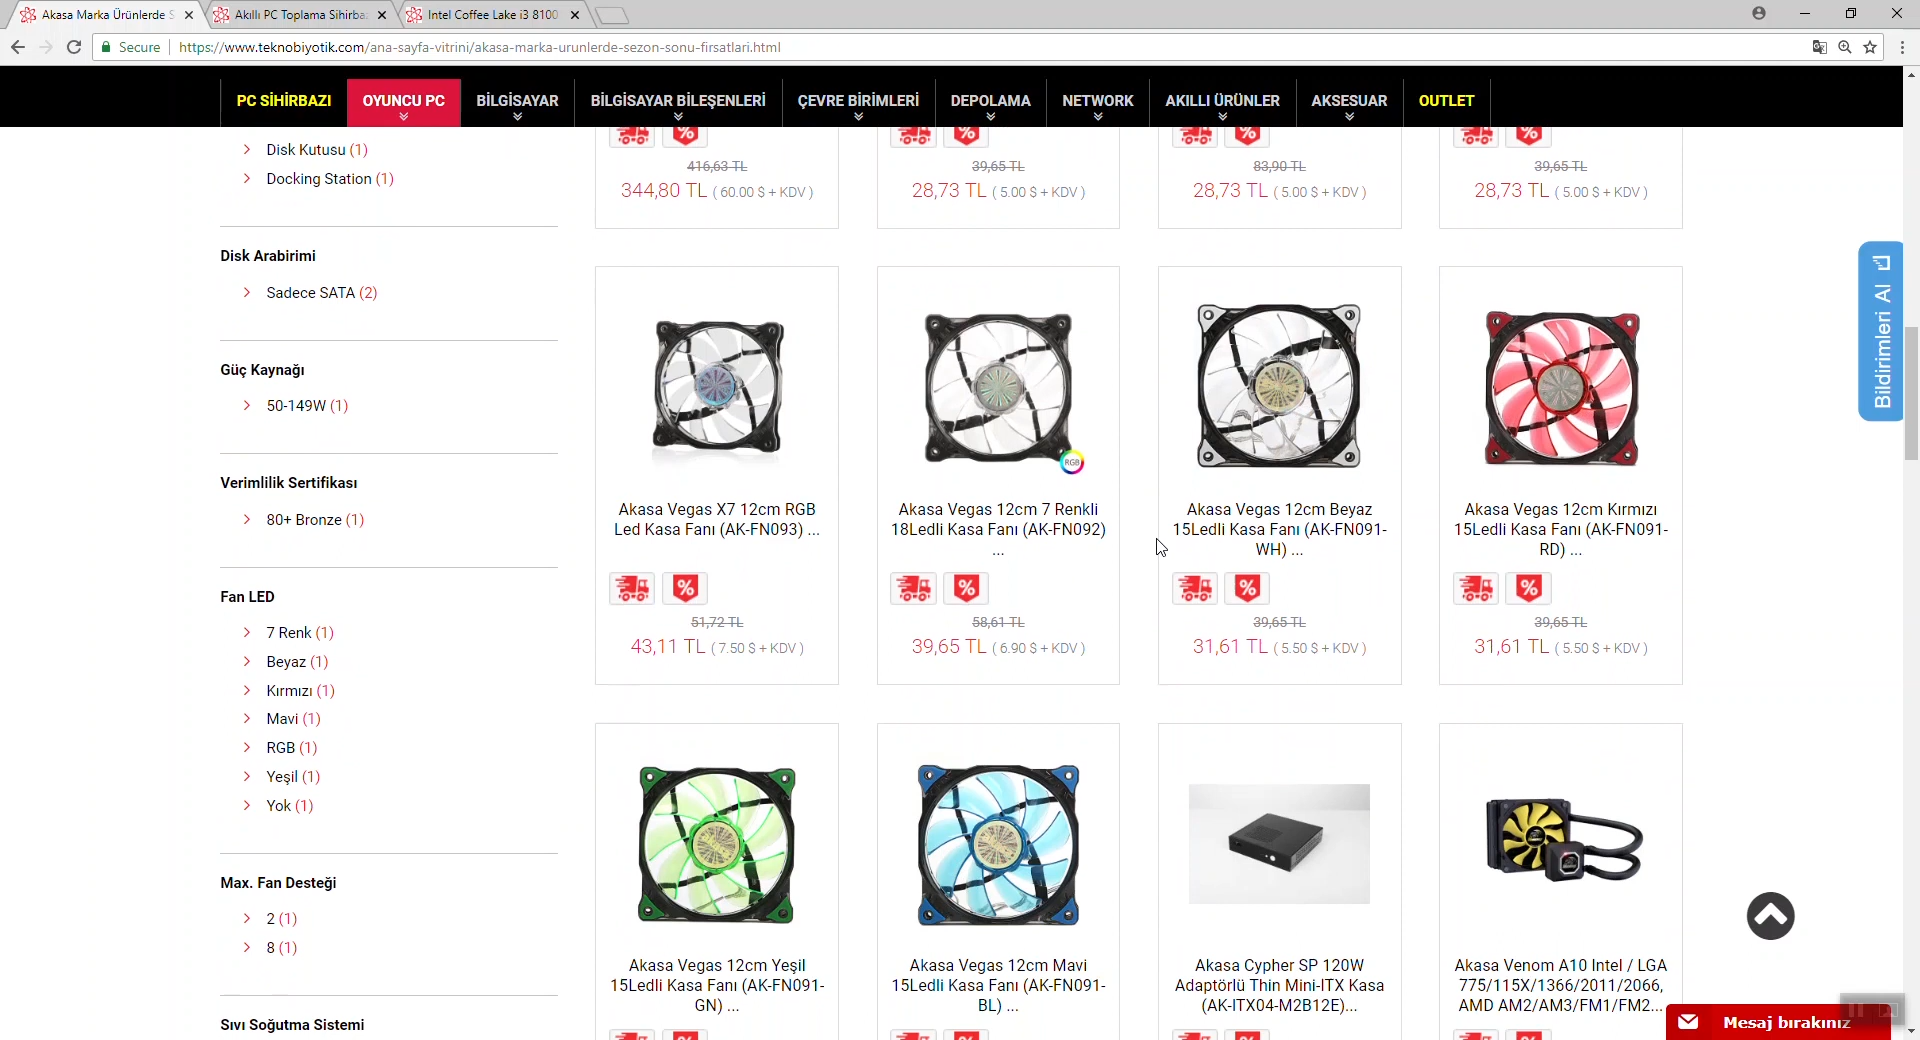 Akasa Marka Ürünlerde S
Akıllı PC Toplama Sihirba
Intel Coffee Lake i3 8100
Secure
https://www.teknobiyotik.com/ana-sayfa-vitrini/akasa-marka-urunlerde-sezon-sonu-firsatlari.html
PC SİHİRBAZI
OYUNCU PC
BİLGİSAYAR
BİLGİSAYAR BİLEŞENLERİ
ÇEVRE BİRİMLERİ
DEPOLAMA
NETWORK
AKILLI ÜRÜNLER
AKSESUAR
OUTLET
Disk Kutusu (1)
Docking Station (1)
Disk Arabirimi
Sadece SATA (2)
Güç Kaynağı
50-149W (1)
Verimlilik Sertifikası
80+ Bronze (1)
Fan LED
7 Renk (1)
Beyaz (1)
Kırmızı (1)
Mavi (1)
RGB (1)
Yeşil (1)
Yok (1)
Max. Fan Desteği
2 (1)
8 (1)
Sıvı Soğutma Sistemi
%
416,63 TL
344,80 TL ( 60.00 $ + KDV )
%
39,65 TL
28,73 TL ( 5.00 $ + KDV )
%
83,90 TL
28,73 TL ( 5.00 $ + KDV )
%
39,65 TL
28,73 TL ( 5.00 $ + KDV )
Akasa Vegas X7 12cm RGB
Led Kasa Fanı (AK-FN093) ...
%
51,72 TL
43,11 TL ( 7.50 $ + KDV )
RGB
Akasa Vegas 12cm 7 Renkli
18Ledli Kasa Fanı (AK-FN092)
...
%
58,61 TL
39,65 TL ( 6.90 $ + KDV )
Akasa Vegas 12cm Beyaz
15Ledli Kasa Fanı (AK-FN091-
WH) ...
%
39,65 TL
31,61 TL ( 5.50 $ + KDV )
Akasa Vegas 12cm Kırmızı
15Ledli Kasa Fanı (AK-FN091-
RD) ...
%
39,65 TL
31,61 TL ( 5.50 $ + KDV )
Akasa Vegas 12cm Yeşil
15Ledli Kasa Fanı (AK-FN091-
GN) ...
Akasa Vegas 12cm Mavi
15Ledli Kasa Fanı (AK-FN091-
BL) ...
Akasa Cypher SP 120W
Adaptörlü Thin Mini-ITX Kasa
(AK-ITX04-M2B12E)...
Akasa Venom A10 Intel / LGA
775/115X/1366/2011/2066,
AMD AM2/AM3/FM1/FM2...
Bildirimleri Al
Mesaj bırakınız